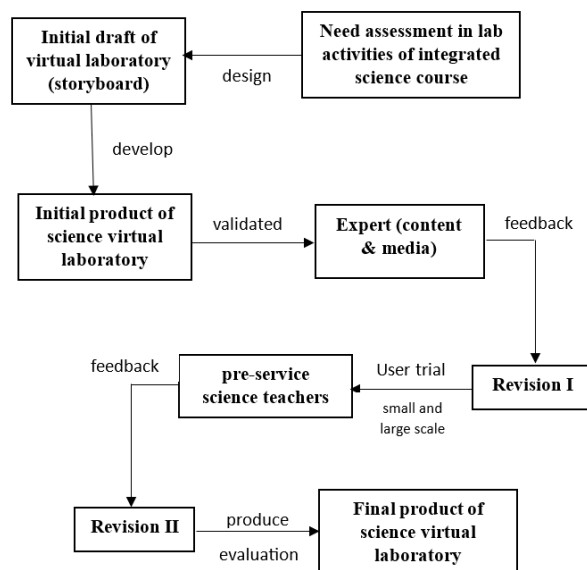 Initial draft of
virtual laboratory
(storyboard)
design
Need assessment in lab
activities of integrated
science course
develop
Initial product of
science virtual
laboratory
validated
Expert (content
& media)
feedback
Revision I
User trial
small and
large scale
pre-service
science teachers
feedback
Revision II
produce
evaluation
Final product of
science virtual
laboratory